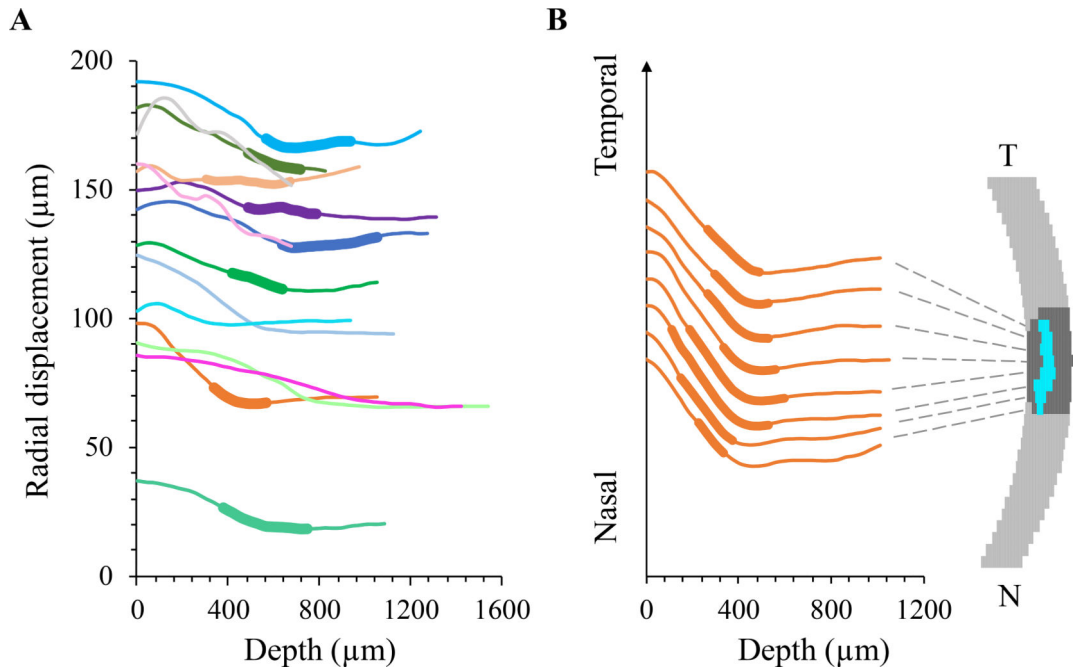 A
B
200
150
100
50
0
Radial displacement (µm)
0 400 800 1200 1600
Depth (µm)
Temporal
Nasal
0 400 800 1200
Depth (µm)
T
N